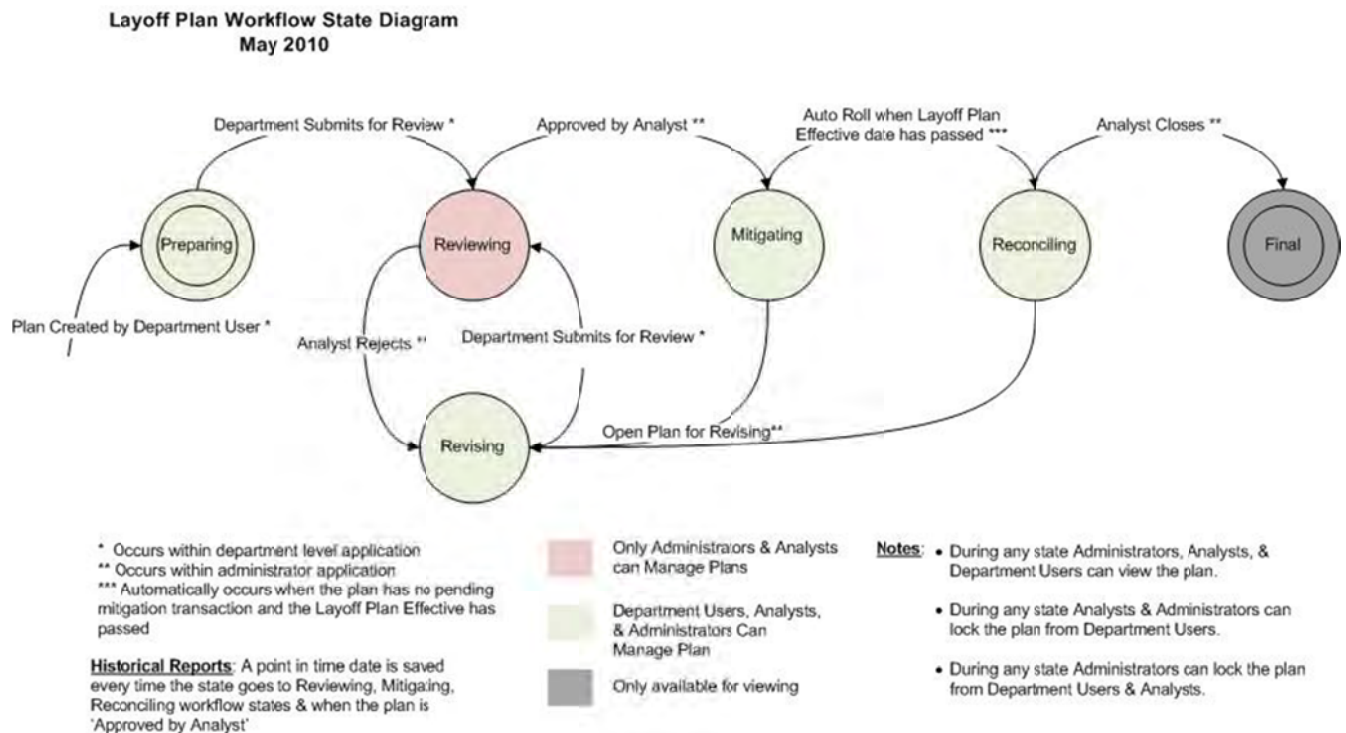 Layoff Plan Workflow State Diagram
May 2010
Department Submits for Review *
Approved by Analyst **
Auto Roll when Layoff Plan
Effective date has passed ***
Analyst Closes **
Preparing
Reviewing
Mitigating
Reconciling
Final
Plan Created by Department User *
Analyst Rejects **
Department Submits for Review *
Revising
Open Plan for Revising**
* Occurs within department level application
** Occurs within administrator application
*** Automatically occurs when the plan has no pending
mitigation transaction and the Layoff Plan Effective has
passed
Historical Reports: A point in time date is saved
every time the state goes to Reviewing, Mitigating,
Reconciling workflow states & when the plan is
'Approved by Analyst'
Only Administrators & Analysts
can Manage Plans
Department Users, Analysts,
& Administrators Can
Manage Plan
Only available for viewing
Notes: • During any state Administrators, Analysts, &
Department Users can view the plan.
• During any state Analysts & Administrators can
lock the plan from Department Users.
• During any state Administrators can lock the plan
from Department Users & Analysts.